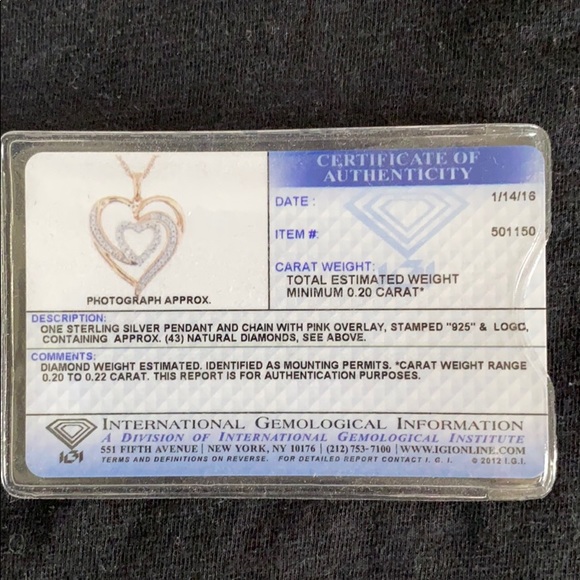 CERTIFICATE OF
AUTHENTICITY
DATE : 1/14/16
ITEM #: 501150
CARAT WEIGHT:
TOTAL ESTIMATED WEIGHT
MINIMUM 0.20 CARAT*
PHOTOGRAPH APPROX.
DESCRIPTION:
ONE STERLING SILVER PENDANT AND CHAIN WITH PINK OVERLAY, STAMPED "925" & LOGO,
CONTAINING APPROX. (43) NATURAL DIAMONDS, SEE ABOVE.
COMMENTS:
DIAMOND WEIGHT ESTIMATED. IDENTIFIED AS MOUNTING PERMITS. *CARAT WEIGHT RANGE
0.20 TO 0.22 CARAT. THIS REPORT IS FOR AUTHENTICATION PURPOSES.
INTERNATIONAL GEMOLOGICAL INFORMATION
A DIVISION OF INTERNATIONAL GEMOLOGICAL INSTITUTE
551 FIFTH AVENUE | NEW YORK, NY 10176 | (212) 753-7100 | WWW.IGIONLINE.COM
TERMS AND DEFINITIONS ON REVERSE. FOR DETAILED REPORT CONTACT I.G.I. © 2012 I.G.I.
IGI